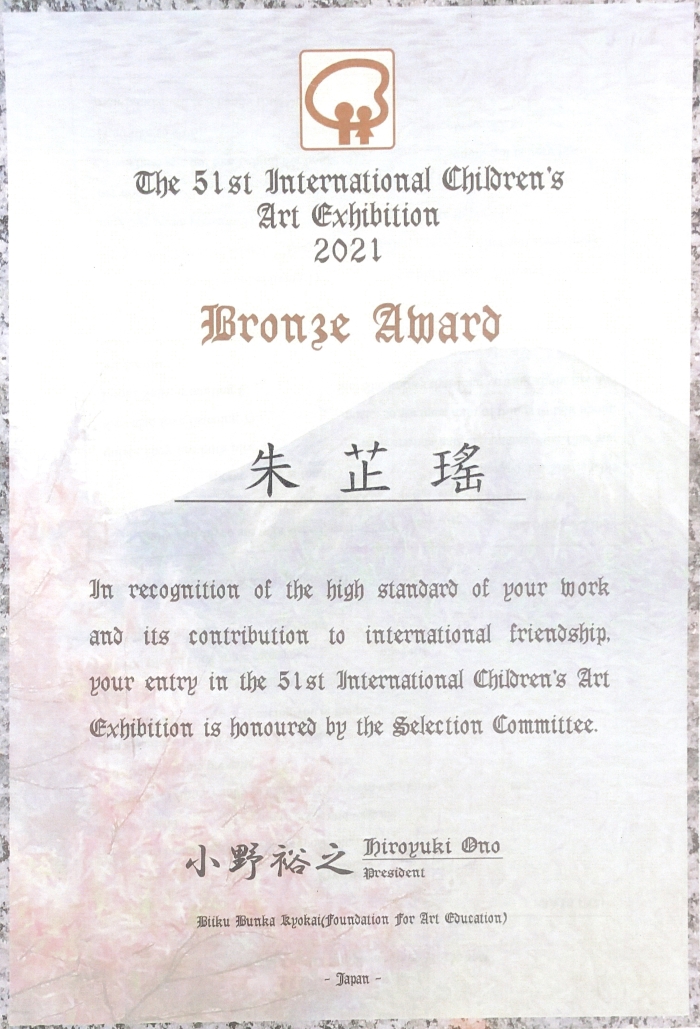 The 51st International Children's
Art Exhibition
2021
Bronze Award
朱芷瑤
In recognition of the high standard of your work
and its contribution to international friendship,
your entry in the 51st International Children's Art
Exhibition is honoured by the Selection Committee.
小野裕之 Hiroyuki Ono
President
Biiku Bunka Kyokai(Foundation For Art Education)
- Japan -